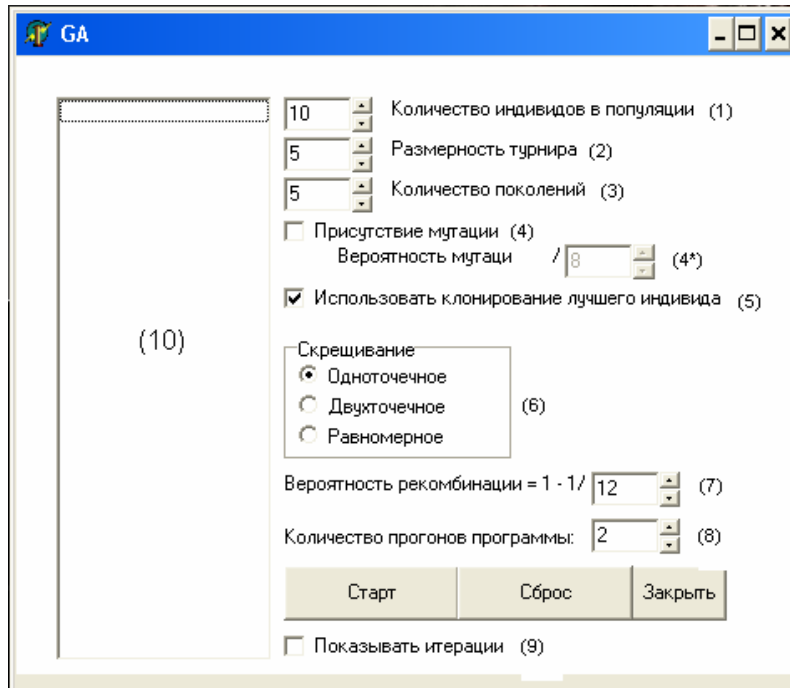 GA
10 Количество индивидов в популяции (1)
5 Размерность турнира (2)
5 Количество поколений (3)
Присутствие мутации (4)
Вероятность мутаци / 8 (4*)
Использовать клонирование лучшего индивида (5)
(10)
Скрещивание
Одноточечное
Двухточечное (6)
Равномерное
Вероятность рекомбинации = 1 - 1/ 12 (7)
Количество прогонов программы: 2 (8)
Старт Сброс Закрыть
Показывать итерации (9)